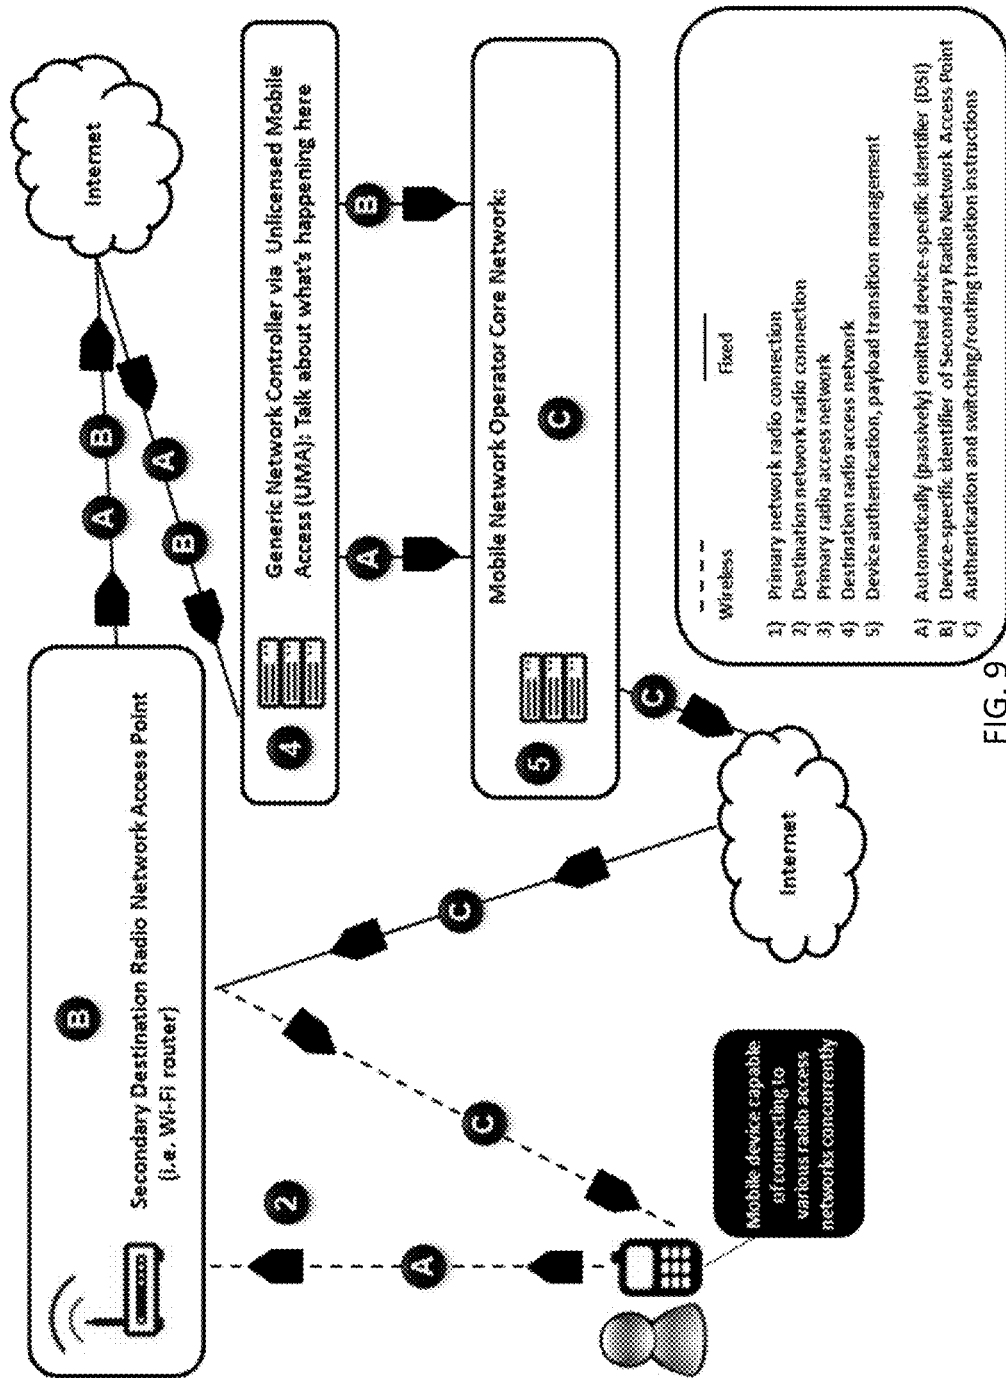 B
Secondary Destination Radio Network Access Point
(i.e. Wi-Fi router)
A
B
B
A
Internet
2
A
C
C
4
Generic Network Controller via Unlicensed Mobile
Access (UMA): Talk about what's happening here
A
B
5
Mobile Network Operator Core Network:
C
C
Internet
Mobile device capable
of connecting to
various radio access
networks concurrently
Wireless
Fixed
1) Primary network radio connection
2) Destination network radio connection
3) Primary radio access network
4) Destination radio access network
5) Device authentication, payload transition management
A) Automatically (passively) emitted device-specific identifier (DSI)
B) Device-specific identifier of Secondary Radio Network Access Point
C) Authentication and switching/routing transition instructions
FIG. 9